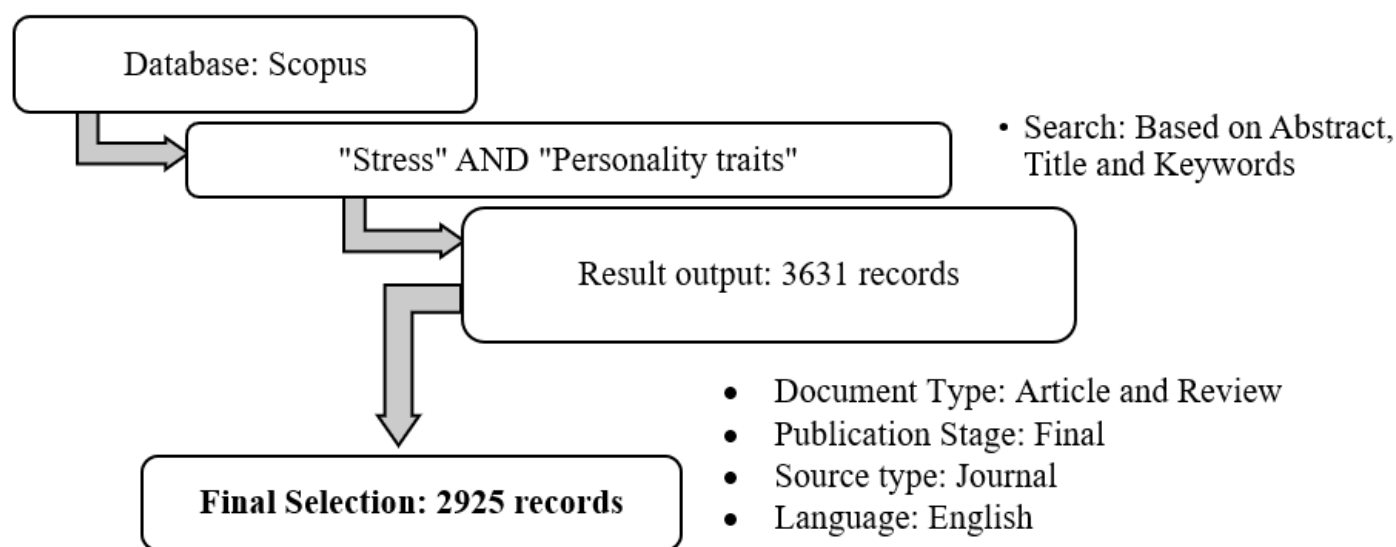 Database: Scopus
"Stress" AND "Personality traits"
• Search: Based on Abstract,
Title and Keywords
Result output: 3631 records
• Document Type: Article and Review
• Publication Stage: Final
• Source type: Journal
• Language: English
Final Selection: 2925 records